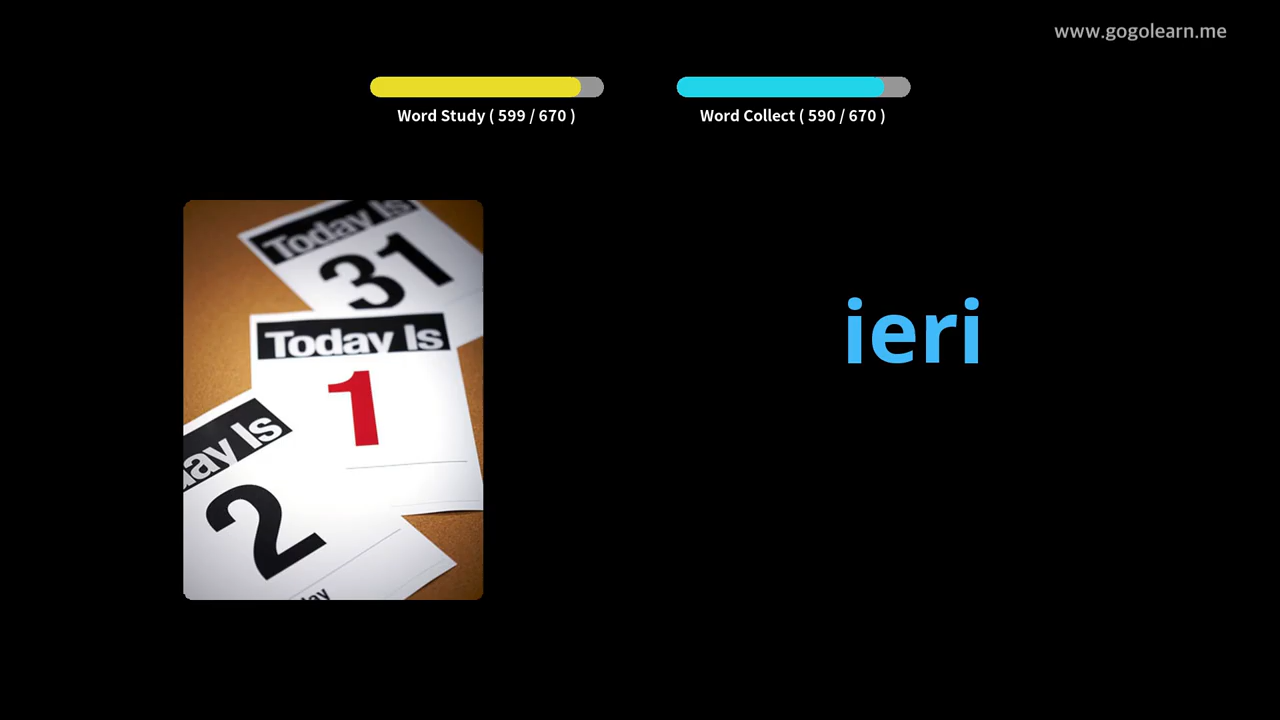 www.gogolearn.me
Word Study ( 599 / 670 )
Word Collect ( 590 / 670 )
Today Is
31
Today Is
1
ay Is
2
ay
ieri